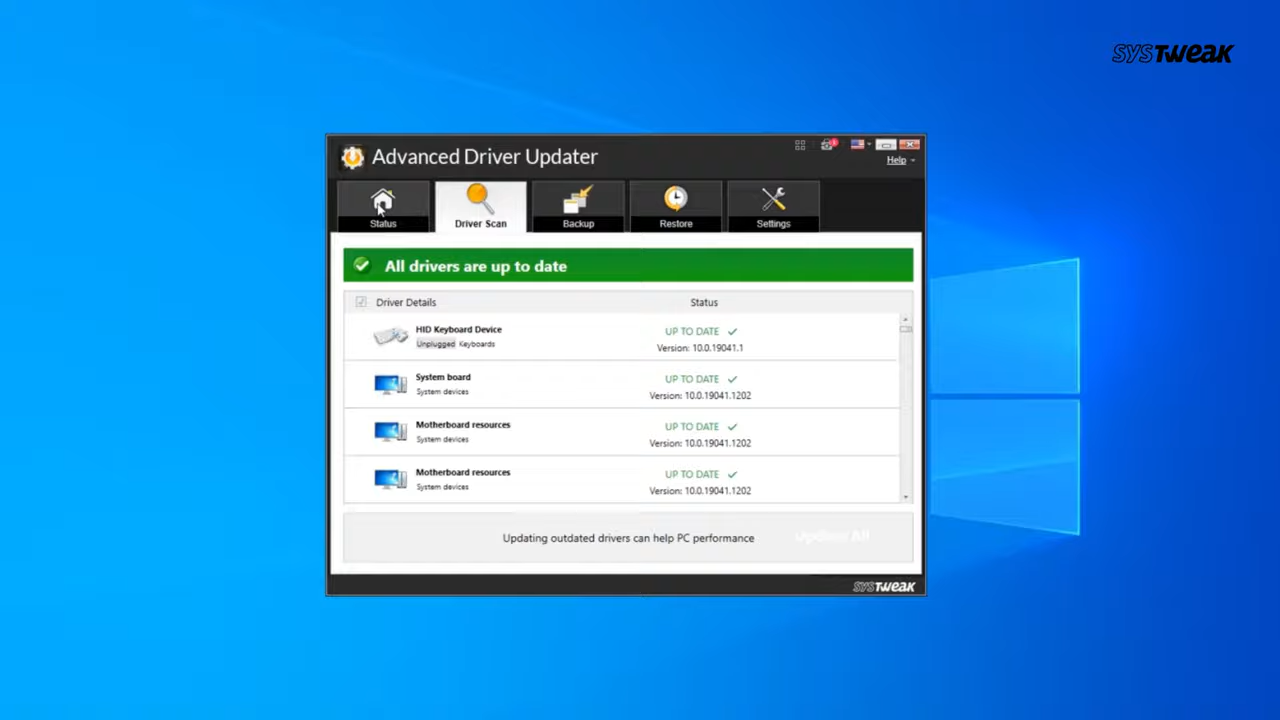 SYSTWEAK
Advanced Driver Updater
Help
Status
Driver Scan
Backup
Restore
Settings
All drivers are up to date
Driver Details Status
HID Keyboard Device
Unplugged Keyboards
UP TO DATE
Version: 10.0.19041.1
System board
System devices
UP TO DATE
Version: 10.0.19041.1202
Motherboard resources
System devices
UP TO DATE
Version: 10.0.19041.1202
Motherboard resources
System devices
UP TO DATE
Version: 10.0.19041.1202
Updating outdated drivers can help PC performance
Update All
SYSTWEAK